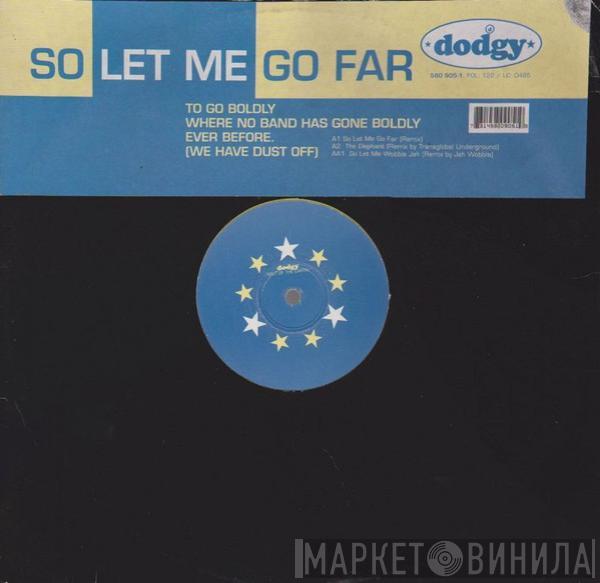 SO LET ME GO FAR
dodgy
580 905-1. POL: 122 / LC 0485
TO GO BOLDLY
WHERE NO BAND HAS GONE BOLDLY
EVER BEFORE.
(WE HAVE DUST OFF)
A1 So Let Me Go Far (Remix)
A2 The Elephant (Remix by Transglobal Underground)
AA1 So Let Me Wobble Jah (Remix by Jah Wobble)
dodgy
МАРКЕТ ВИНИЛА